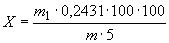 X = m₁ · 0,2431 · 100 · 100 / m · 5